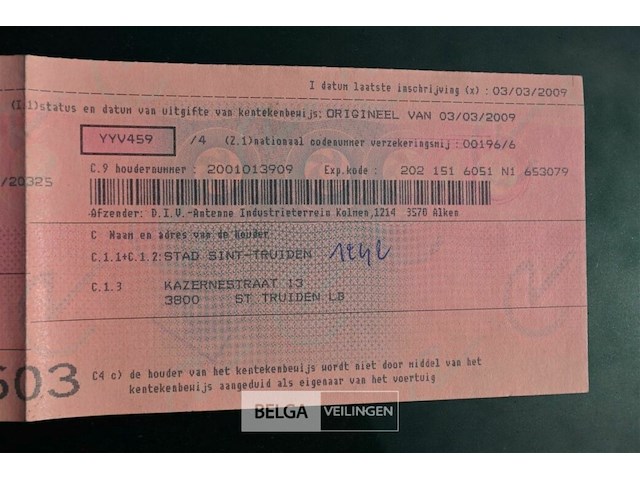 I datum laatste inschrijving (x) : 03/03/2009
(I.1)status en datum van uitgifte van kentekenbewijs: ORIGINEEL VAN 03/03/2009
YYV459 /4 (Z.1)nationaal codenummer verzekeringsmij : 00196/6
C.9 houdernummer : 2001013909 Exp.kode : 202 151 6051 N1 653079
/20325
Afzender: D.I.V.-Antenne Industrieterrein Kolmen,1214 3570 Alken
C Naam en adres van de houder
C.1.1+C.1.2: STAD SINT-TRUIDEN
C.1.3 KAZERNESTRAAT 13
3800 ST TRUIDEN LB
603
C4 c) de houder van het kentekenbewijs wordt niet door middel van het
kentekenbewijs aangeduid als eigenaar van het voertuig
BELGA VEILINGEN